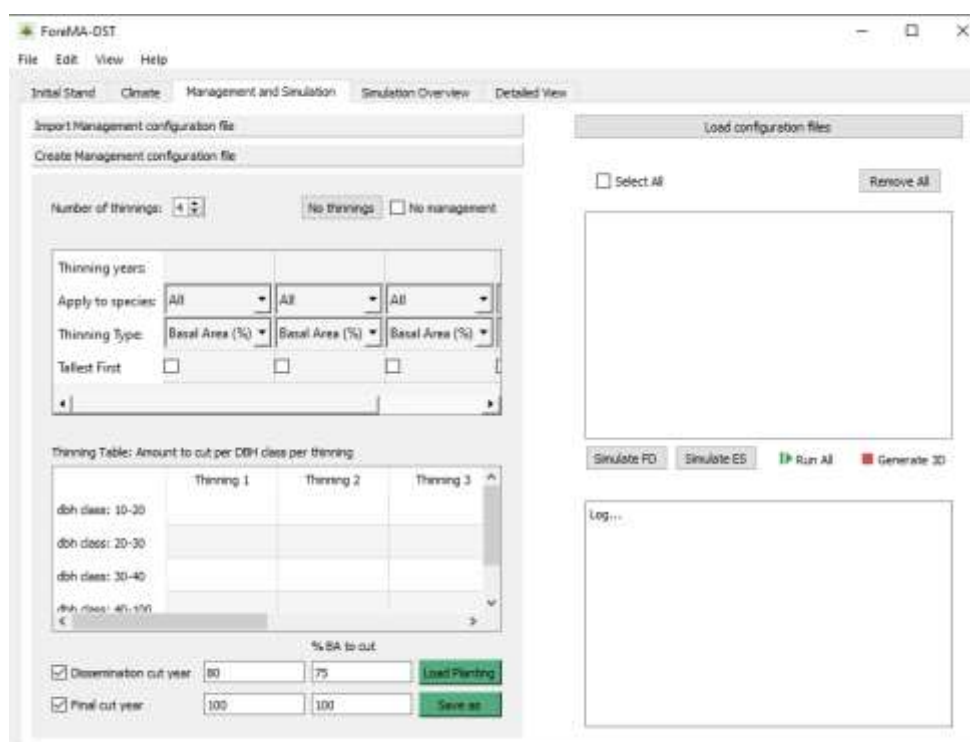 ForeMA-DST
File Edit View Help
Initial Stand Climate Management and Simulation Simulation Overview Detailed View
Import Management configuration file
Create Management configuration file
Number of thinnings: 4 No thinnings No management
Thinning years
Apply to species: All All All
Thinning Type: Basal Area (%) Basal Area (%) Basal Area (%)
Tallest First
Thinning Table: Amount to cut per DBH class per thinning
Thinning 1 Thinning 2 Thinning 3
dbh class: 10-20
dbh class: 20-30
dbh class: 30-40
dbh class: 40-100
% BA to cut
Dissemination cut year 80 75 Load Planting
Final cut year 100 100 Save as
Load configuration files
Select All Remove All
Simulate FD Simulate ES Run All Generate 3D
Log...